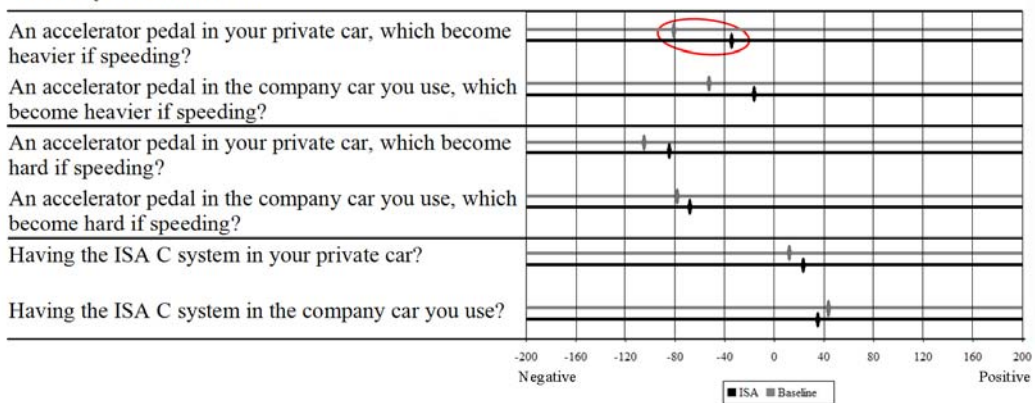 An accelerator pedal in your private car, which become
heavier if speeding?
An accelerator pedal in the company car you use, which
become heavier if speeding?
An accelerator pedal in your private car, which become
hard if speeding?
An accelerator pedal in the company car you use, which
become hard if speeding?
Having the ISA C system in your private car?
Having the ISA C system in the company car you use?
-200 -160 -120 -80 -40 0 40 80 120 160 200
Negative Positive
ISA Baseline